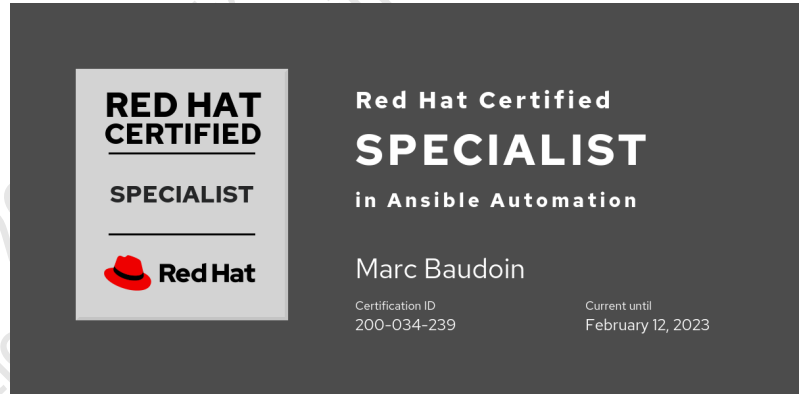 RED HAT
CERTIFIED
SPECIALIST
Red Hat
Red Hat Certified
SPECIALIST
in Ansible Automation
Marc Baudoin
Certification ID
200-034-239
Current until
February 12, 2023